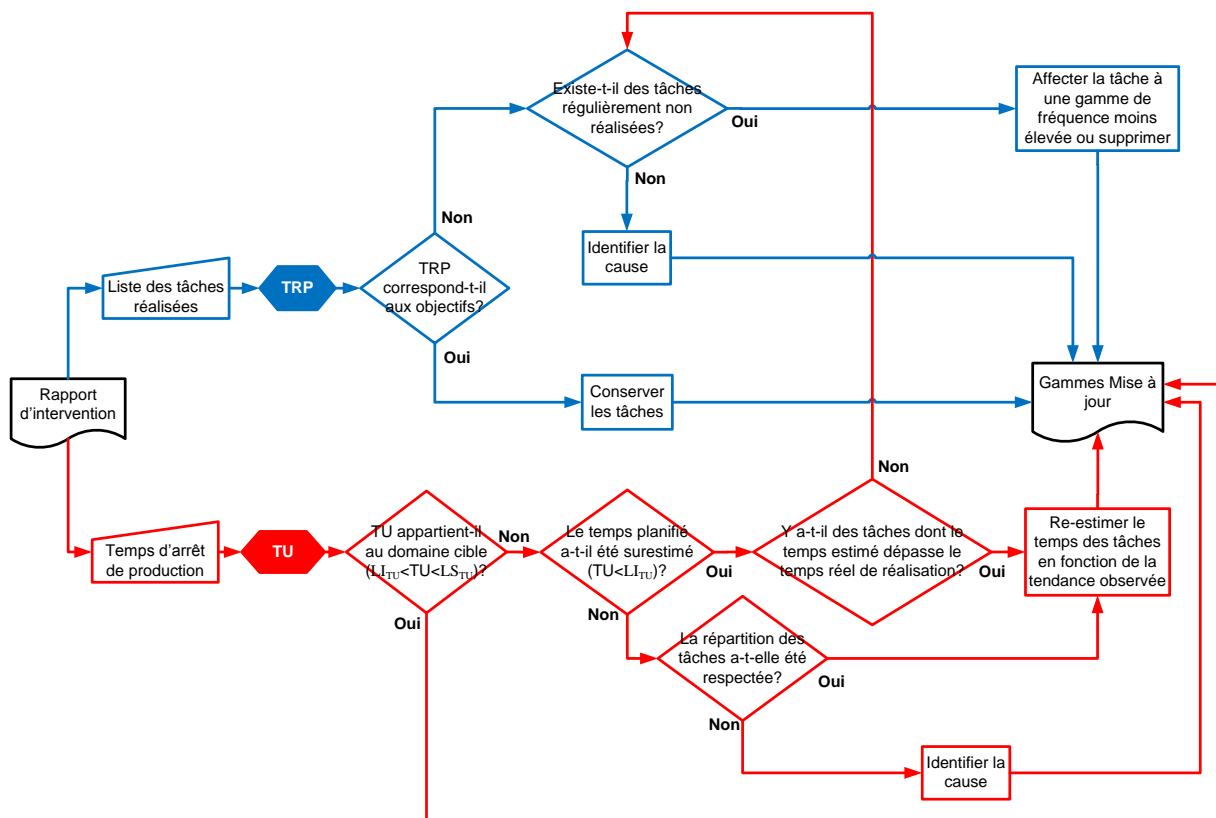 Existe-t-il des tâches
régulièrement non
réalisées?
Oui
Non
Affecter la tâche à
une gamme de
fréquence moins
élevée ou supprimer
Non
Identifier la
cause
Liste des tâches
réalisées
TRP
TRP
correspond-t-il
aux objectifs?
Oui
Conserver
les tâches
Rapport
d'intervention
Gammes Mise à
jour
Non
Temps d'arrêt
de production
TU
TU appartient-il
au domaine cible
(LI_TU<TU<LS_TU)?
Non
Oui
Le temps planifié
a-t-il été surestimé
(TU<LI_TU)?
Oui
Non
Y a-t-il des tâches dont le
temps estimé dépasse le
temps réel de réalisation?
Oui
Re-estimer le
temps des tâches
en fonction de la
tendance observée
La répartition des
tâches a-t-elle été
respectée?
Oui
Non
Identifier la
cause